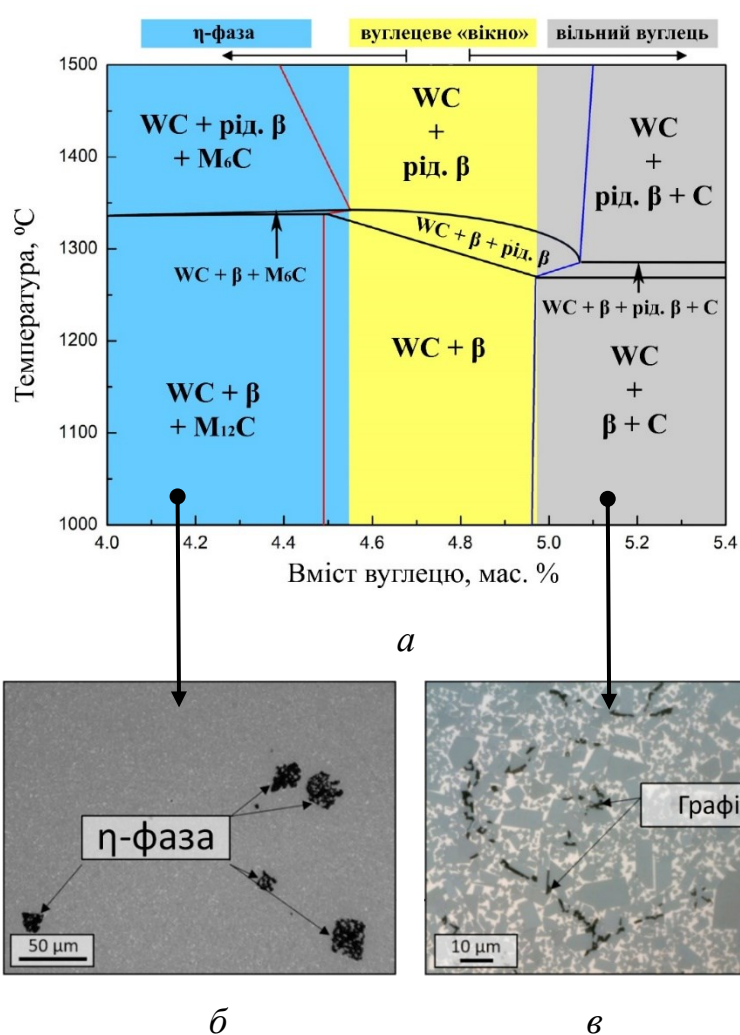 η-фаза
вуглецеве «вікно»
вільний вуглець
1500
1400
1300
1200
1100
1000
Температура, ºС
WC + рід. β
+ M₆C
WC
+
рід. β
WC
+
рід. β + C
WC + β + рід. β
WC + β + M₆C
WC + β + рід. β + C
WC + β
+ M₁₂C
WC + β
WC
+
β + C
4.0 4.2 4.4 4.6 4.8 5.0 5.2 5.4
Вміст вуглецю, мас. %
а
η-фаза
50 µm
Графі
10 µm
б
в